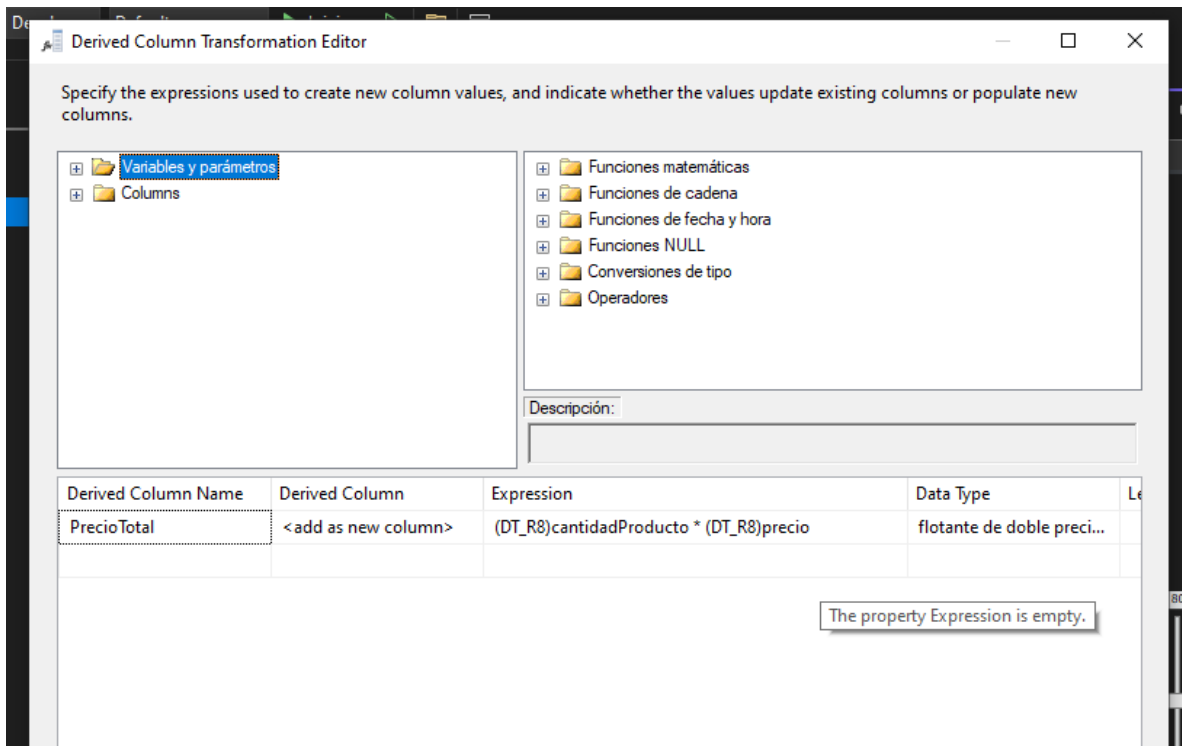 Derived Column Transformation Editor
Specify the expressions used to create new column values, and indicate whether the values update existing columns or populate new
columns.
Variables y parámetros
Columns
Funciones matemáticas
Funciones de cadena
Funciones de fecha y hora
Funciones NULL
Conversiones de tipo
Operadores
Descripción:
Derived Column Name Derived Column Expression Data Type
PrecioTotal <add as new column> (DT_R8)cantidadProducto * (DT_R8)precio flotante de doble preci...
The property Expression is empty.
80